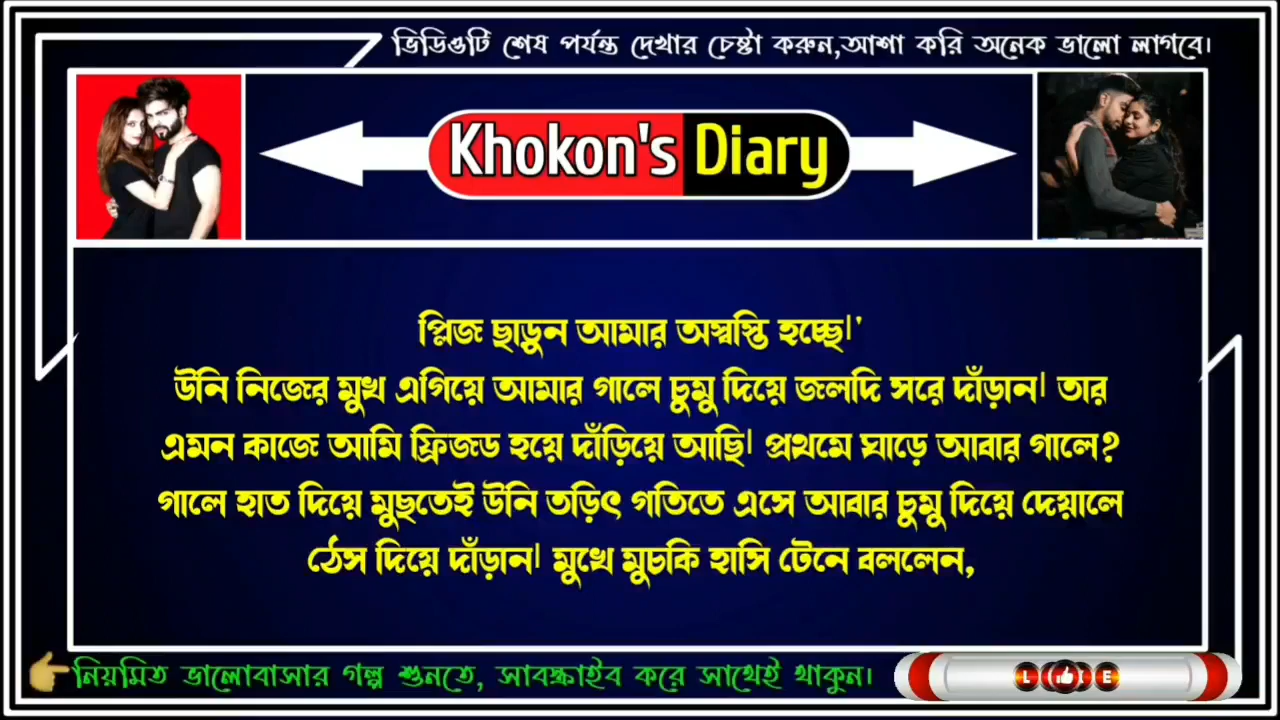 ভিডিওটি শেষ পর্যন্ত দেখার চেষ্টা করুন,আশা করি অনেক ভালো লাগবে।
Khokon's Diary
প্লিজ ছাড়ুন আমার অস্বস্তি হচ্ছে।'
উনি নিজের মুখ এগিয়ে আমার গালে চুমু দিয়ে জলদি সরে দাঁড়ান। তার
এমন কাজে আমি ফ্রিজড হয়ে দাঁড়িয়ে আছি। প্রথমে ঘাড়ে আবার গালে?
গালে হাত দিয়ে মুছতেই উনি তড়িৎ গতিতে এসে আবার চুমু দিয়ে দেয়ালে
ঠেস দিয়ে দাঁড়ান। মুখে মুচকি হাসি টেনে বললেন,
নিয়মিত ভালোবাসার গল্প শুনতে, সাবস্ক্রাইব করে সাথেই থাকুন।